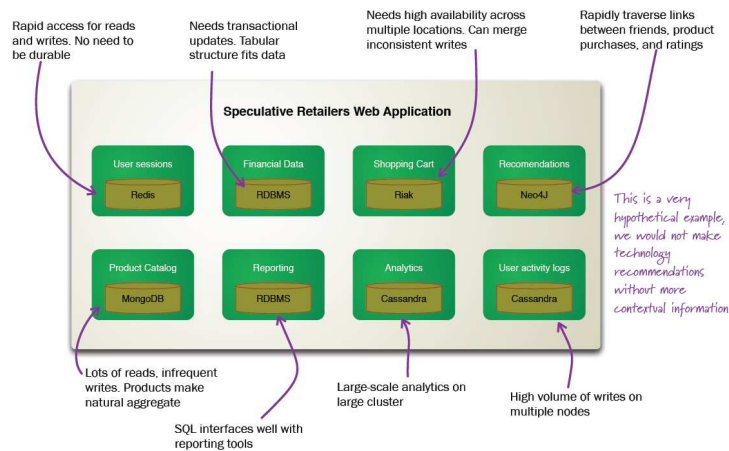 Rapid access for reads
and writes. No need to
be durable
Needs transactional
updates. Tabular
structure fits data
Needs high availability across
multiple locations. Can merge
inconsistent writes
Rapidly traverse links
between friends, product
purchases, and ratings
Speculative Retailers Web Application
User sessions
Redis
Financial Data
RDBMS
Shopping Cart
Riak
Recomendations
Neo4J
This is a very
hypothetical example,
we would not make
technology
recommendations
without more
contextual information
Product Catalog
MongoDB
Reporting
RDBMS
Analytics
Cassandra
User activity logs
Cassandra
Lots of reads, infrequent
writes. Products make
natural aggregate
SQL interfaces well with
reporting tools
Large-scale analytics on
large cluster
High volume of writes on
multiple nodes